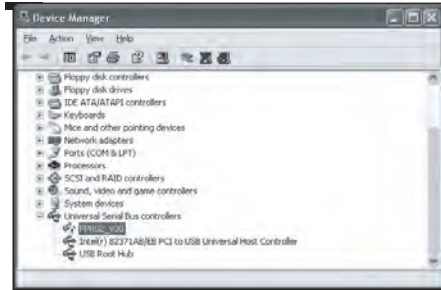 Device Manager
File Action View Help
Floppy disk controllers
Floppy disk drives
IDE ATA/ATAPI controllers
Keyboards
Mice and other pointing devices
Network adapters
Ports (COM & LPT)
Processors
SCSI and RAID controllers
Sound, video and game controllers
System devices
Universal Serial Bus controllers
Intel(r) 82371AB/EB PCI to USB Universal Host Controller
USB Root Hub